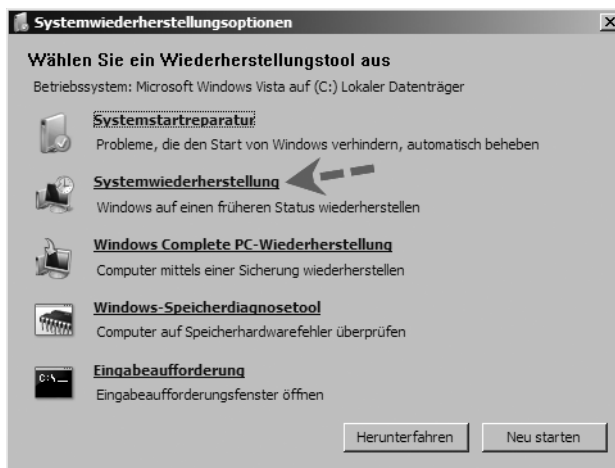 Systemwiederherstellungsoptionen
Wählen Sie ein Wiederherstellungstool aus
Betriebssystem: Microsoft Windows Vista auf (C:) Lokaler Datenträger
Systemstartreparatur
Probleme, die den Start von Windows verhindern, automatisch beheben
Systemwiederherstellung
Windows auf einen früheren Status wiederherstellen
Windows Complete PC-Wiederherstellung
Computer mittels einer Sicherung wiederherstellen
Windows-Speicherdiagnosetool
Computer auf Speicherhardwarefehler überprüfen
C:\_
Eingabeaufforderung
Eingabeaufforderungsfenster öffnen
Herunterfahren
Neu starten